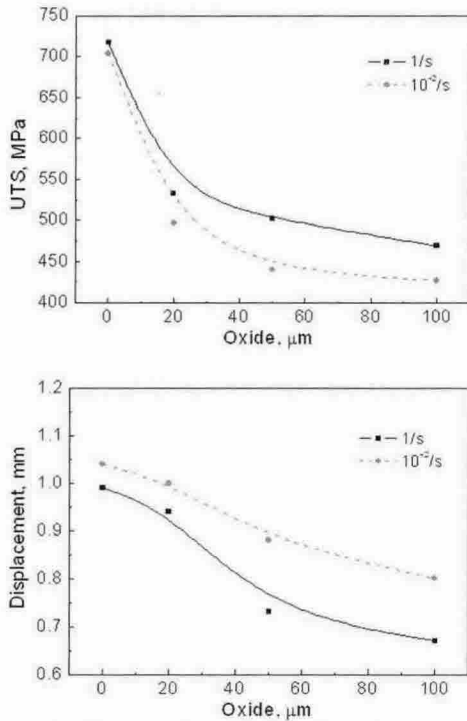 750
700
650
600
550
500
450
400
UTS, MPa
1/s
10⁻²/s
0 20 40 60 80 100
Oxide, μm
1.2
1.1
1.0
0.9
0.8
0.7
0.6
Displacement, mm
1/s
10⁻²/s
0 20 40 60 80 100
Oxide, μm